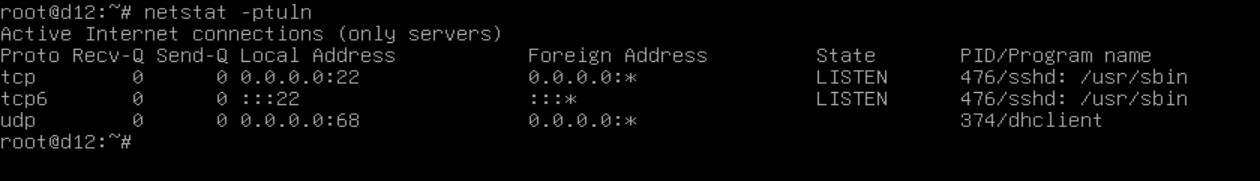 root@d12:~# netstat -ptuln
Active Internet connections (only servers)
Proto Recv-Q Send-Q Local Address           Foreign Address         State       PID/Program name
tcp        0      0 0.0.0.0:22              0.0.0.0:*               LISTEN      476/sshd: /usr/sbin
tcp6       0      0 :::22                   :::*                    LISTEN      476/sshd: /usr/sbin
udp        0      0 0.0.0.0:68              0.0.0.0:*                           374/dhclient
root@d12:~#